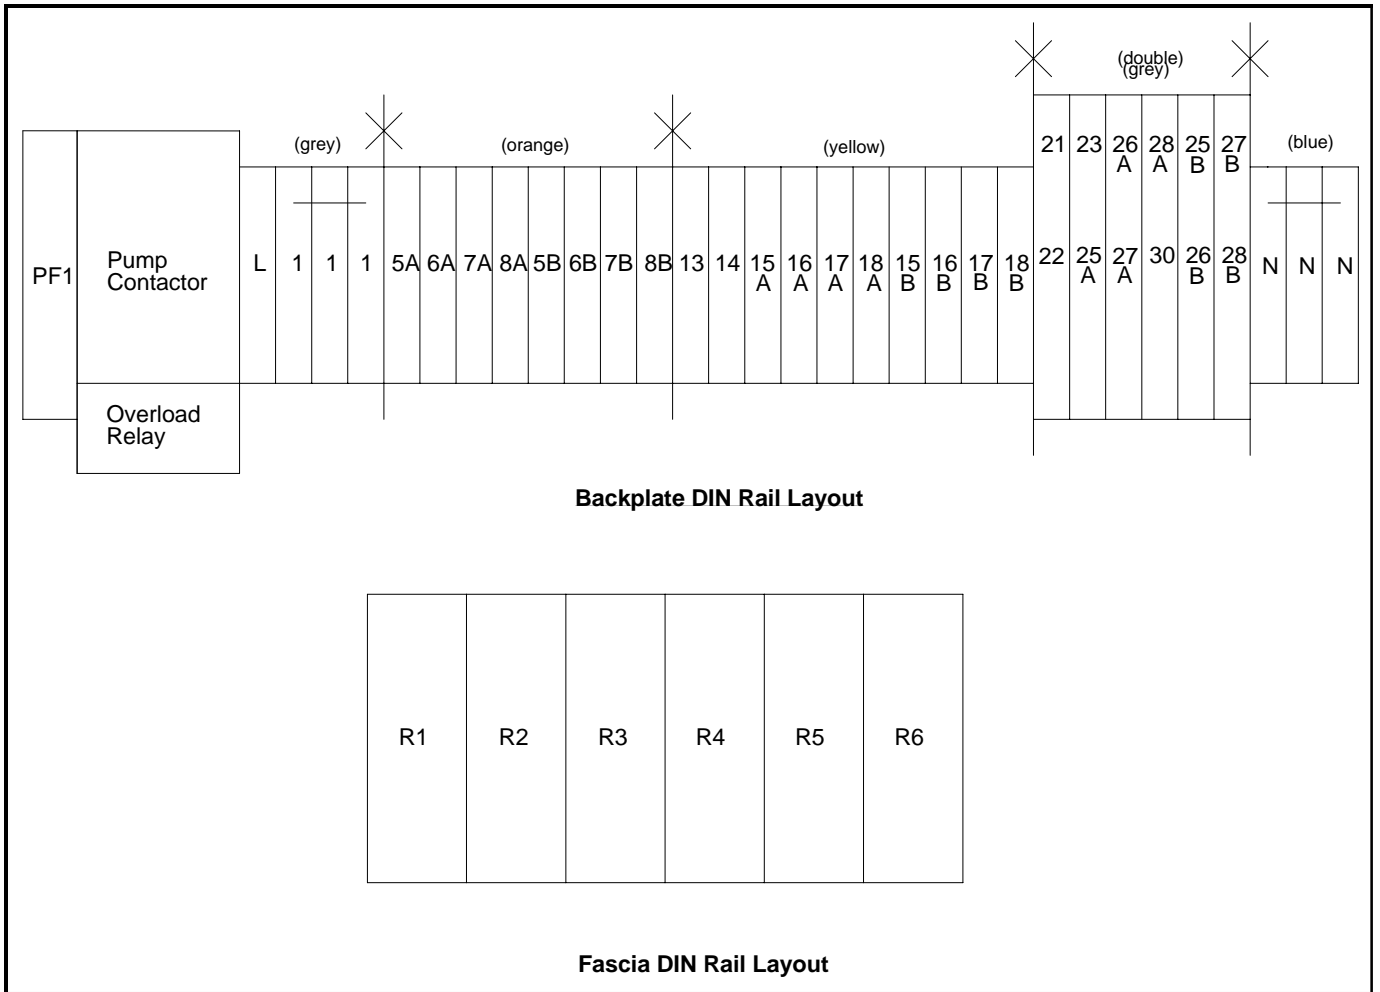 (double)
(grey)
(grey)
(orange)
(yellow)
(blue)
21 23 26 A 28 A 25 B 27 B
PF1
Pump
Contactor
L 1 1 1 5A 6A 7A 8A 5B 6B 7B 8B 13 14 15 A 16 A 17 A 18 A 15 B 16 B 17 B 18 B 22 25 A 27 A 30 26 B 28 B N N N
Overload
Relay
Backplate DIN Rail Layout
R1 R2 R3 R4 R5 R6
Fascia DIN Rail Layout